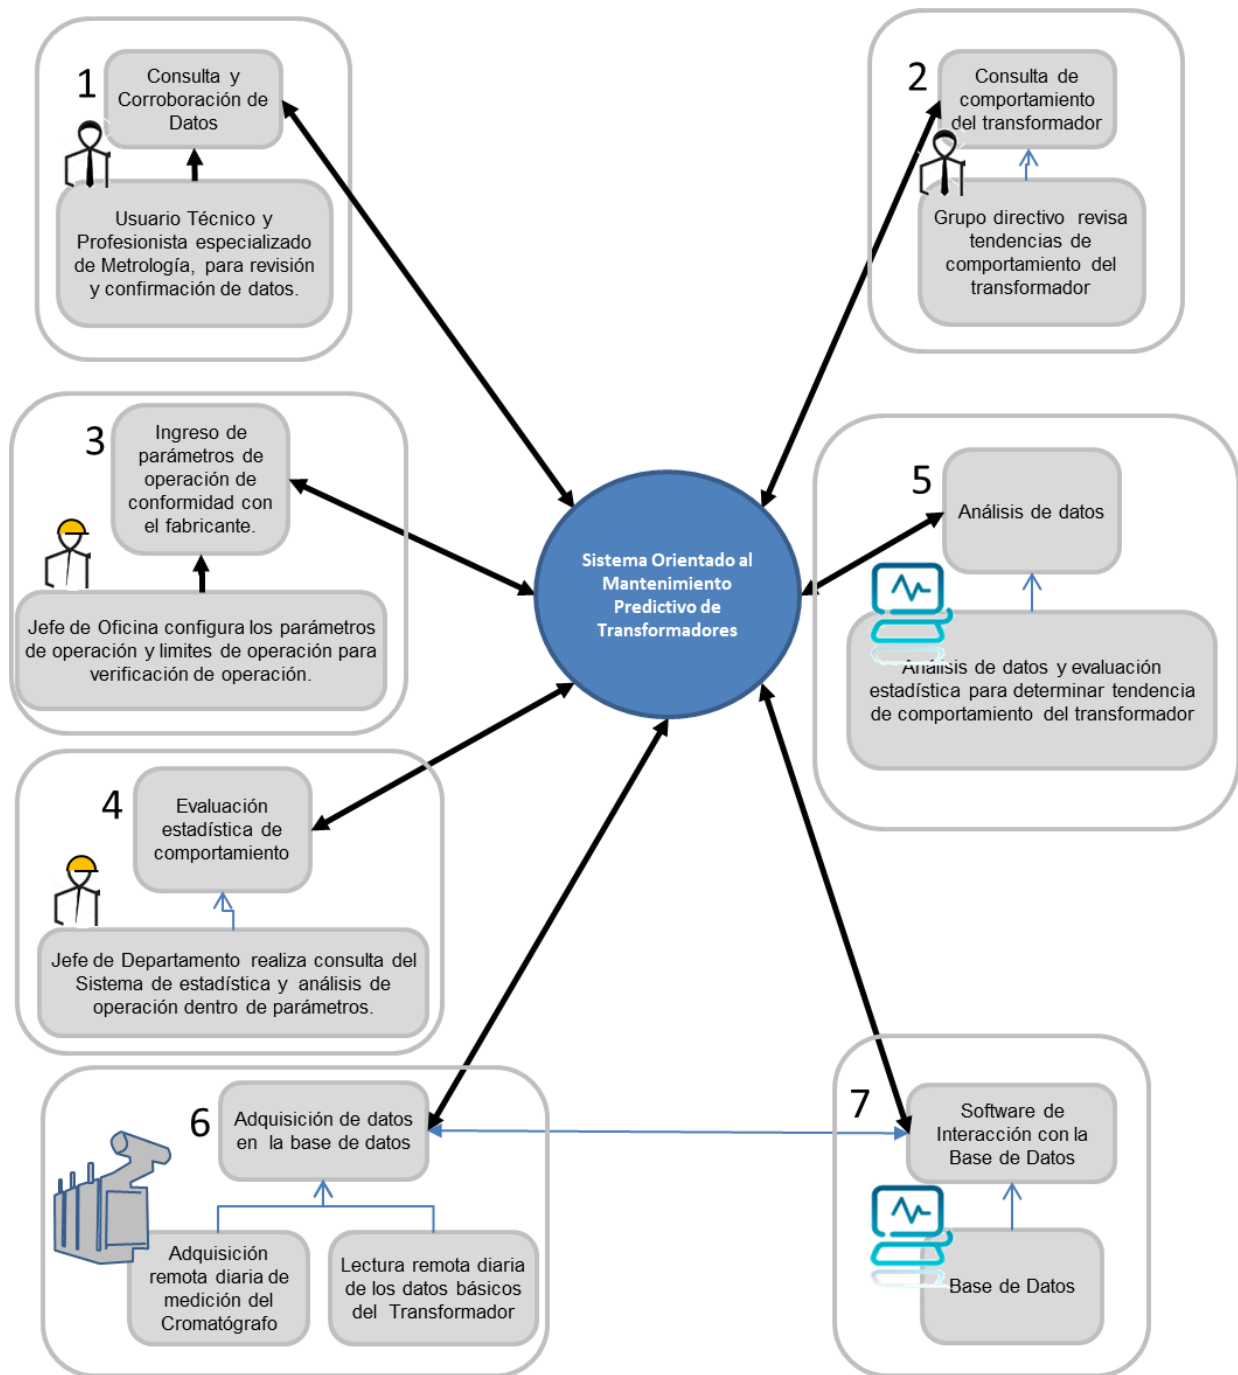 1
Consulta y
Corroboración de
Datos
Usuario Técnico y
Profesionista especializado
de Metrología, para revisión
y confirmación de datos.
2
Consulta de
comportamiento
del transformador
Grupo directivo revisa
tendencias de
comportamiento del
transformador
3
Ingreso de
parámetros de
operación de
conformidad con
el fabricante.
Jefe de Oficina configura los parámetros
de operación y limites de operación para
verificación de operación.
Sistema Orientado al
Mantenimiento
Predictivo de
Transformadores
5
Análisis de datos
Análisis de datos y evaluación
estadística para determinar tendencia
de comportamiento del transformador
4
Evaluación
estadística de
comportamiento
Jefe de Departamento realiza consulta del
Sistema de estadística y análisis de
operación dentro de parámetros.
6
Adquisición de datos
en la base de datos
Adquisición
remota diaria de
medición del
Cromatógrafo
Lectura remota diaria
de los datos básicos
del Transformador
7
Software de
Interacción con la
Base de Datos
Base de Datos